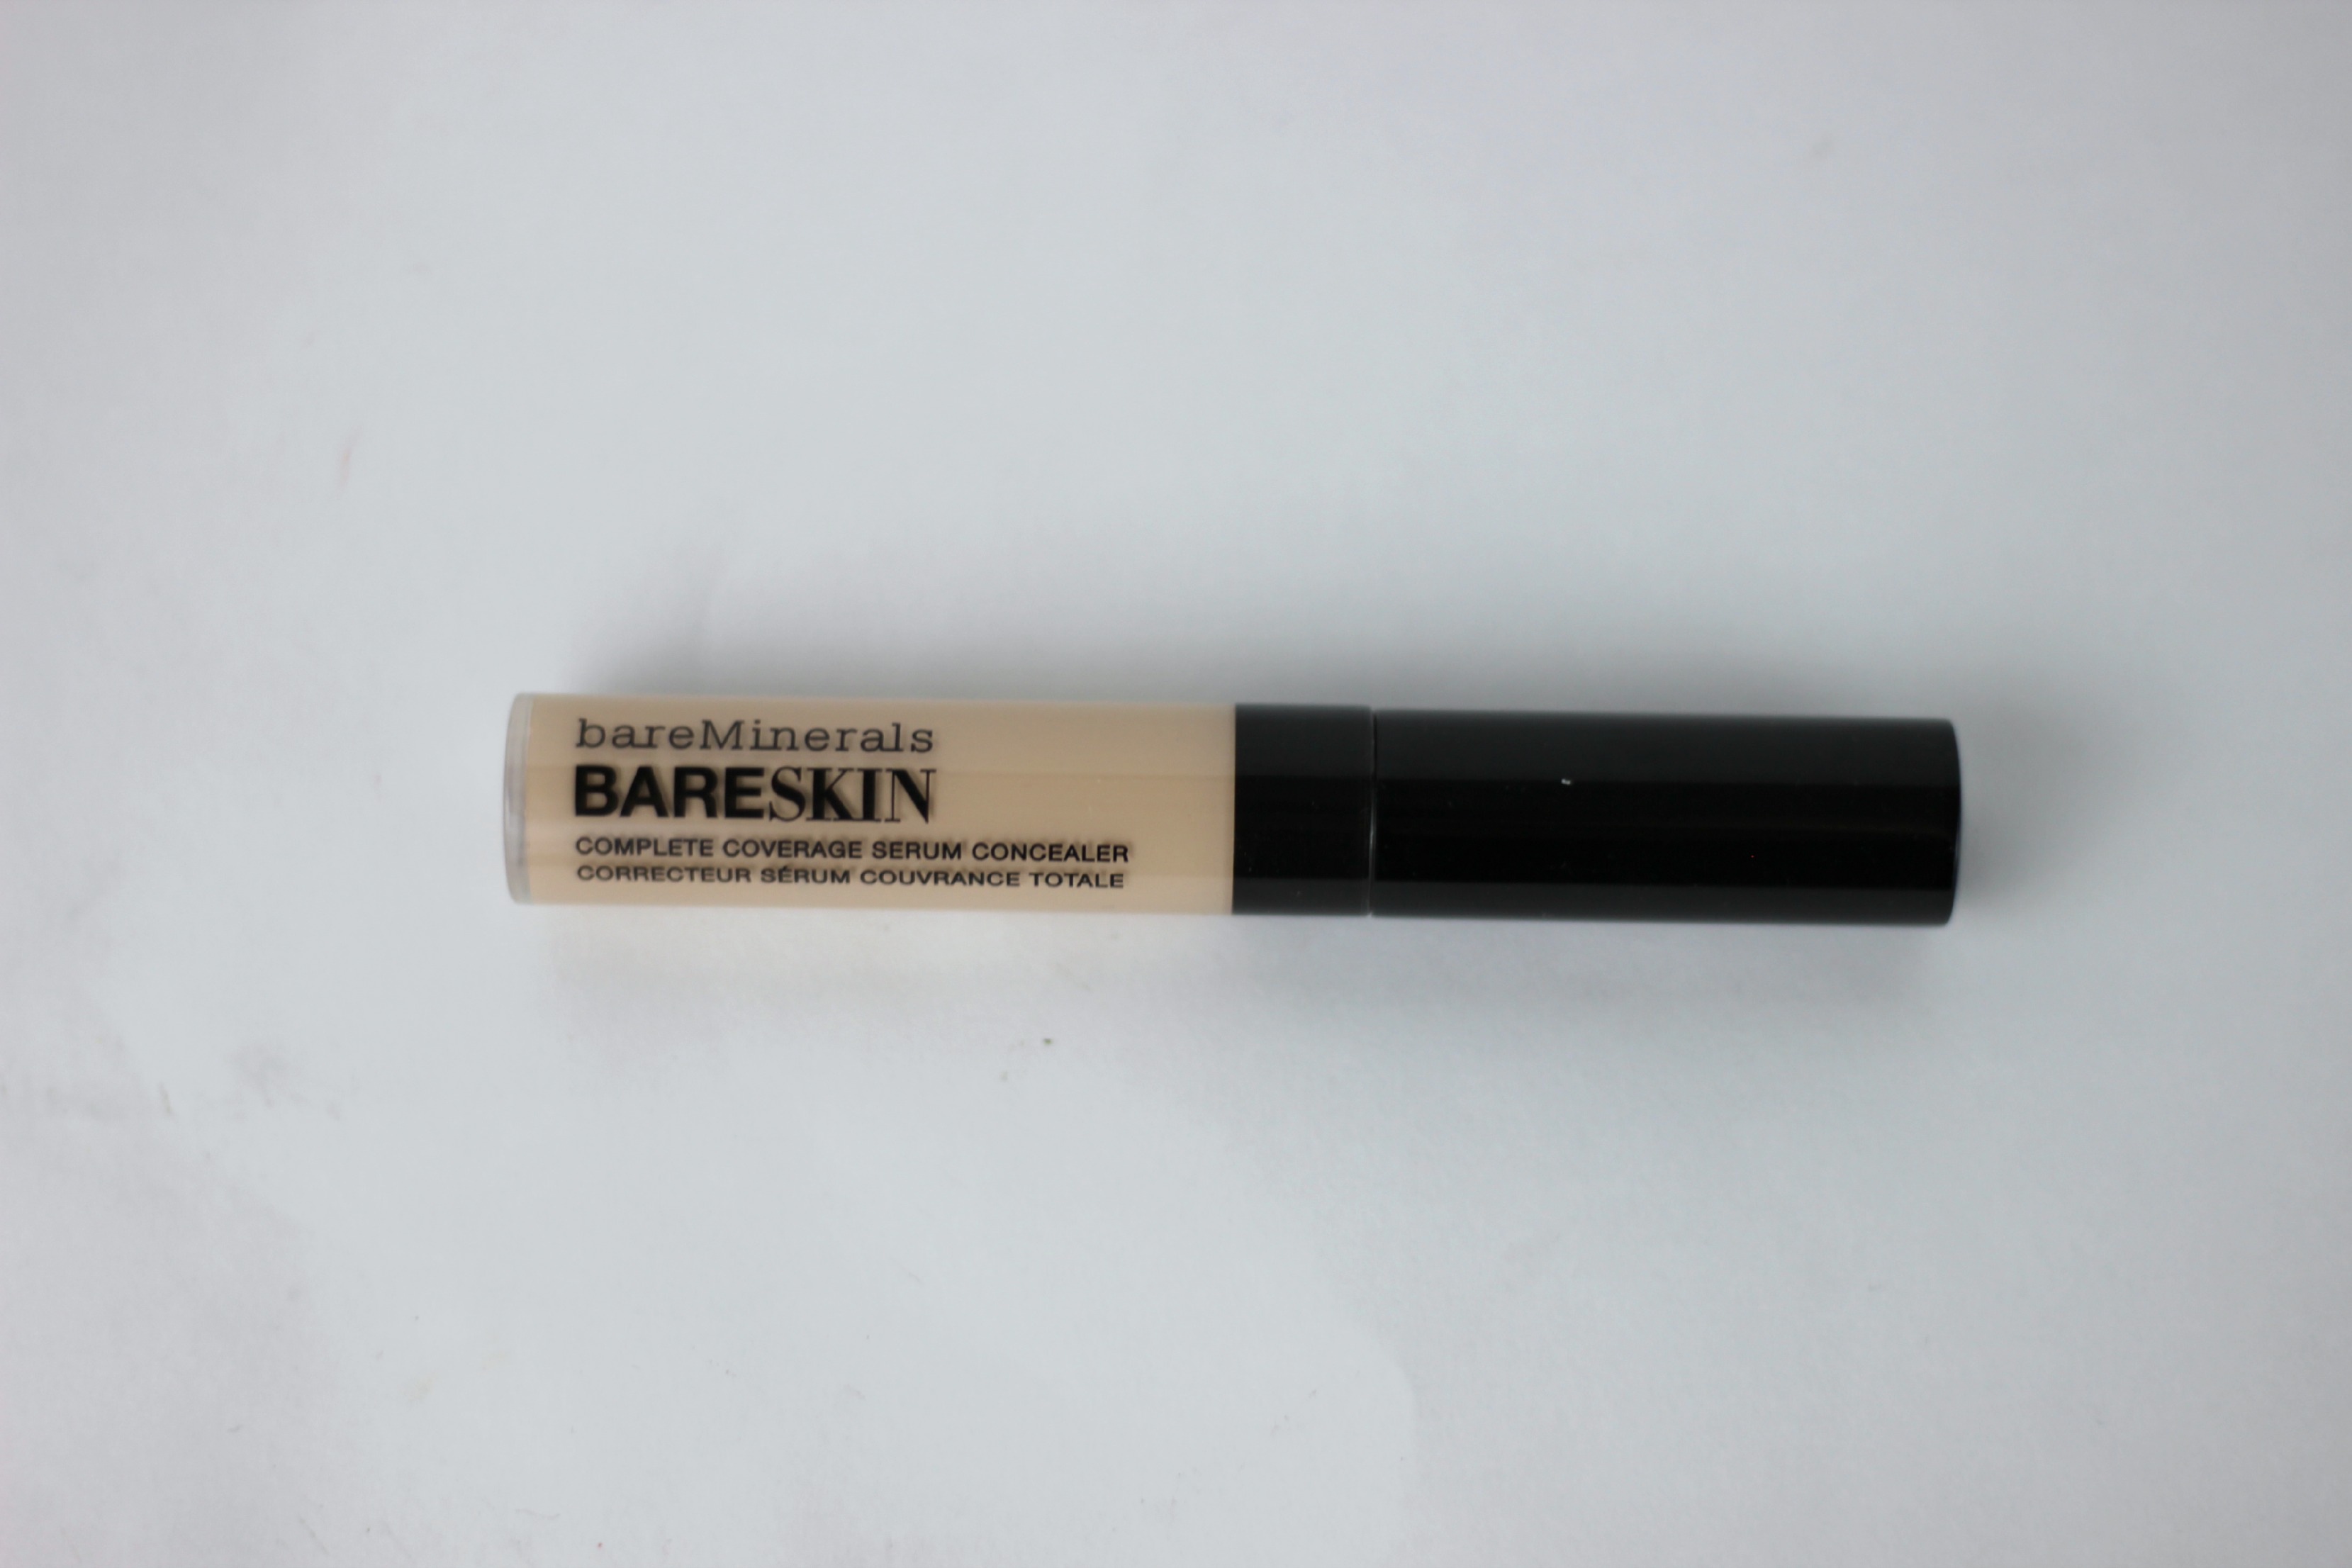 bareMinerals
BARESKIN
COMPLETE COVERAGE SERUM CONCEALER
CORRECTEUR SÉRUM COUVRANCE TOTALE